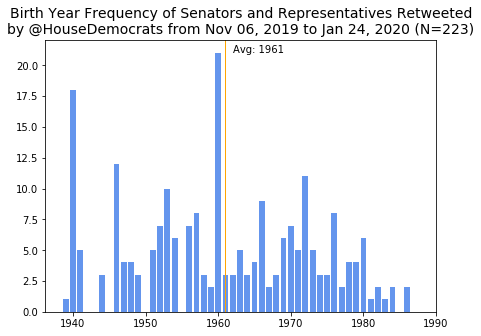 Birth Year Frequency of Senators and Representatives Retweeted
by @HouseDemocrats from Nov 06, 2019 to Jan 24, 2020 (N=223)
Avg: 1961
20.0
17.5
15.0
12.5
10.0
7.5
5.0
2.5
0.0
1940 1950 1960 1970 1980 1990